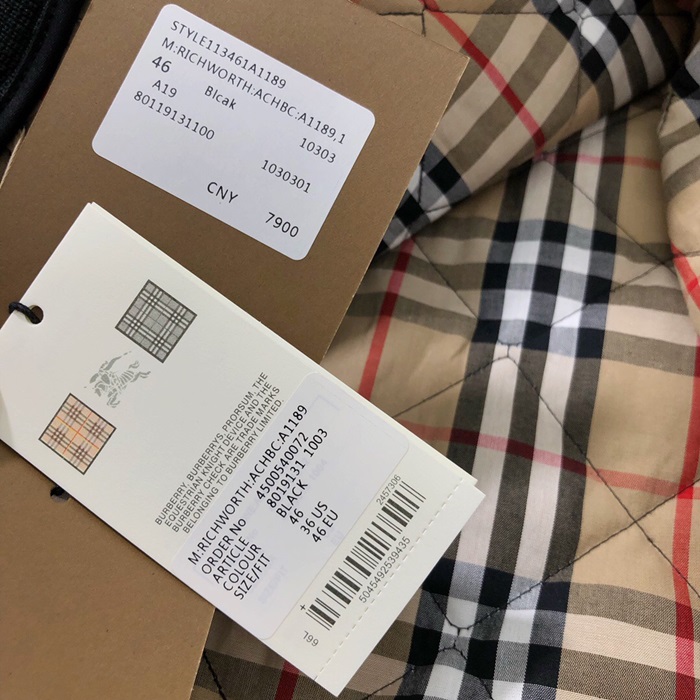 STYLE113461A1189
M:RICHWORTH:ACHBC:A1189,1
46 10303
A19 Blcak
80119131100 1030301
CNY 7900
BURBERRY, BURBERRYS, PRORSUM, THE
EQUESTRIAN KNIGHT DEVICE AND THE
BURBERRY CHECK ARE TRADE MARKS
BELONGING TO BURBERRY LIMITED.
M:RICHWORTH:ACHBC:A1189
ORDER No 4500540072
ARTICLE 8019131 1003
COLOUR BLACK
SIZE/FIT 46
36 US
46 EU
2457306
5045492539435
+
199